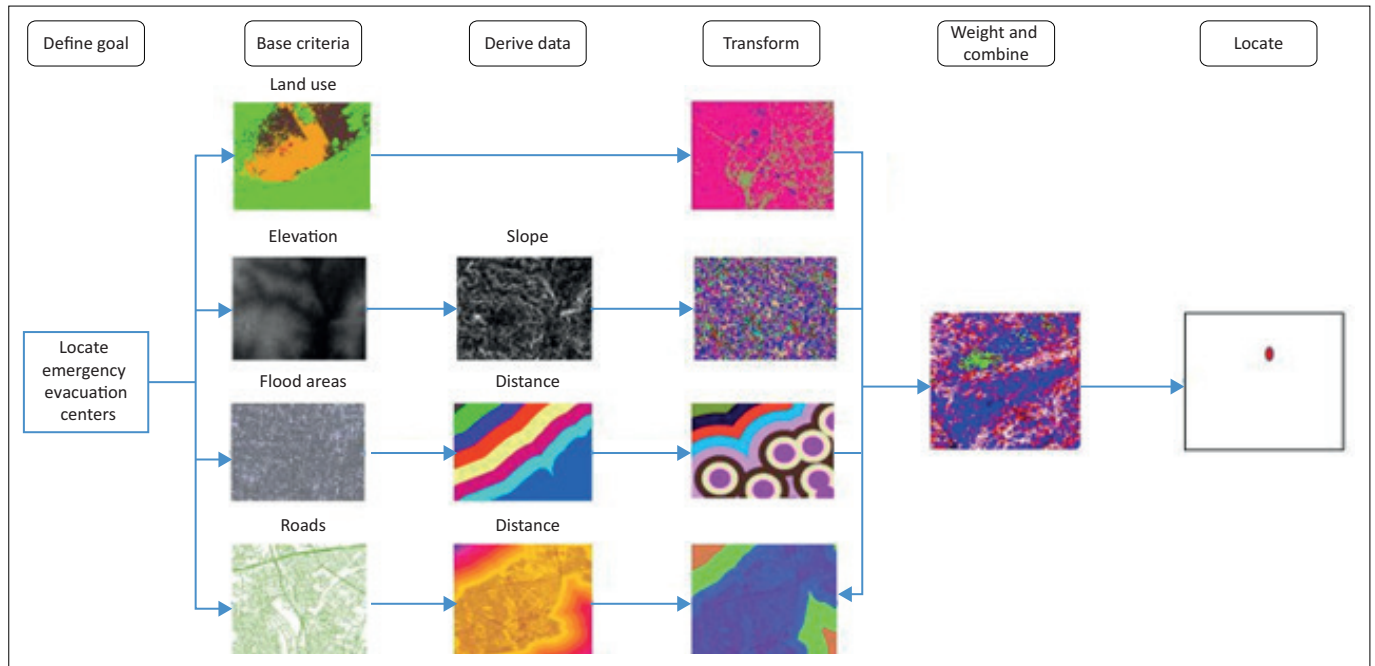 Define goal
Base criteria
Derive data
Transform
Weight and
combine
Locate
Land use
Elevation
Slope
Locate
emergency
evacuation
centers
Flood areas
Distance
Roads
Distance